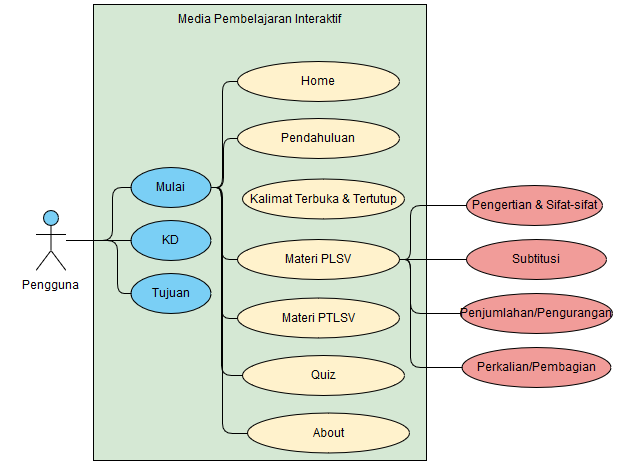 Media Pembelajaran Interaktif
Home
Pendahuluan
Mulai
Kalimat Terbuka & Tertutup
Pengertian & Sifat-sifat
KD
Materi PLSV
Subtitusi
Pengguna
Tujuan
Materi PTLSV
Penjumlahan/Pengurangan
Quiz
Perkalian/Pembagian
About